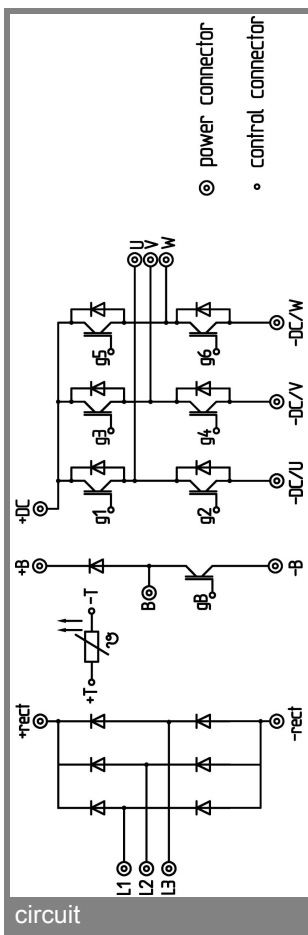 +rect
L1
L2
L3
-rect
+T
-T
+B
B
gB
-B
+DC
g1
g3
g5
U
V
W
g2
g4
g6
-DC/U
-DC/V
-DC/W
power connector
control connector
circuit